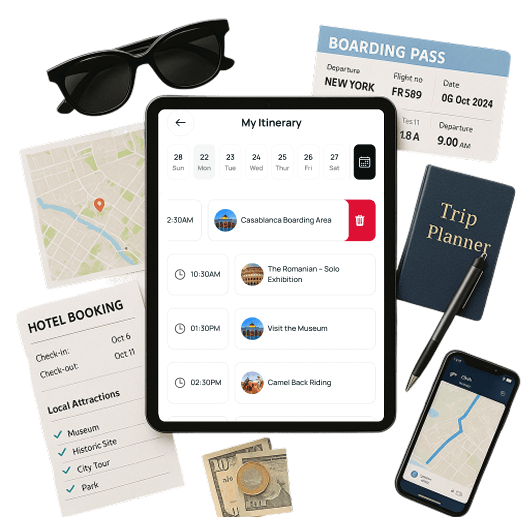 BOARDING PASS
Departure
NEW YORK
Flight no
FR589
Date
0G Oct 2024
Yes 11
1.8 A
Departure
9.00 AM
My Itinerary
28
Sun
22
Mon
23
Tue
24
Wed
25
Thur
26
Fri
27
Sat
2:30AM
Casablanca Boarding Area
10:30AM
The Romanian – Solo
Exhibition
01:30PM
Visit the Museum
02:30PM
Camel Back Riding
Trip
Planner
HOTEL BOOKING
Check-in:
Oct 6
Check-out:
Oct 11
Local Attractions
Museum
Historic Site
City Tour
Park
10